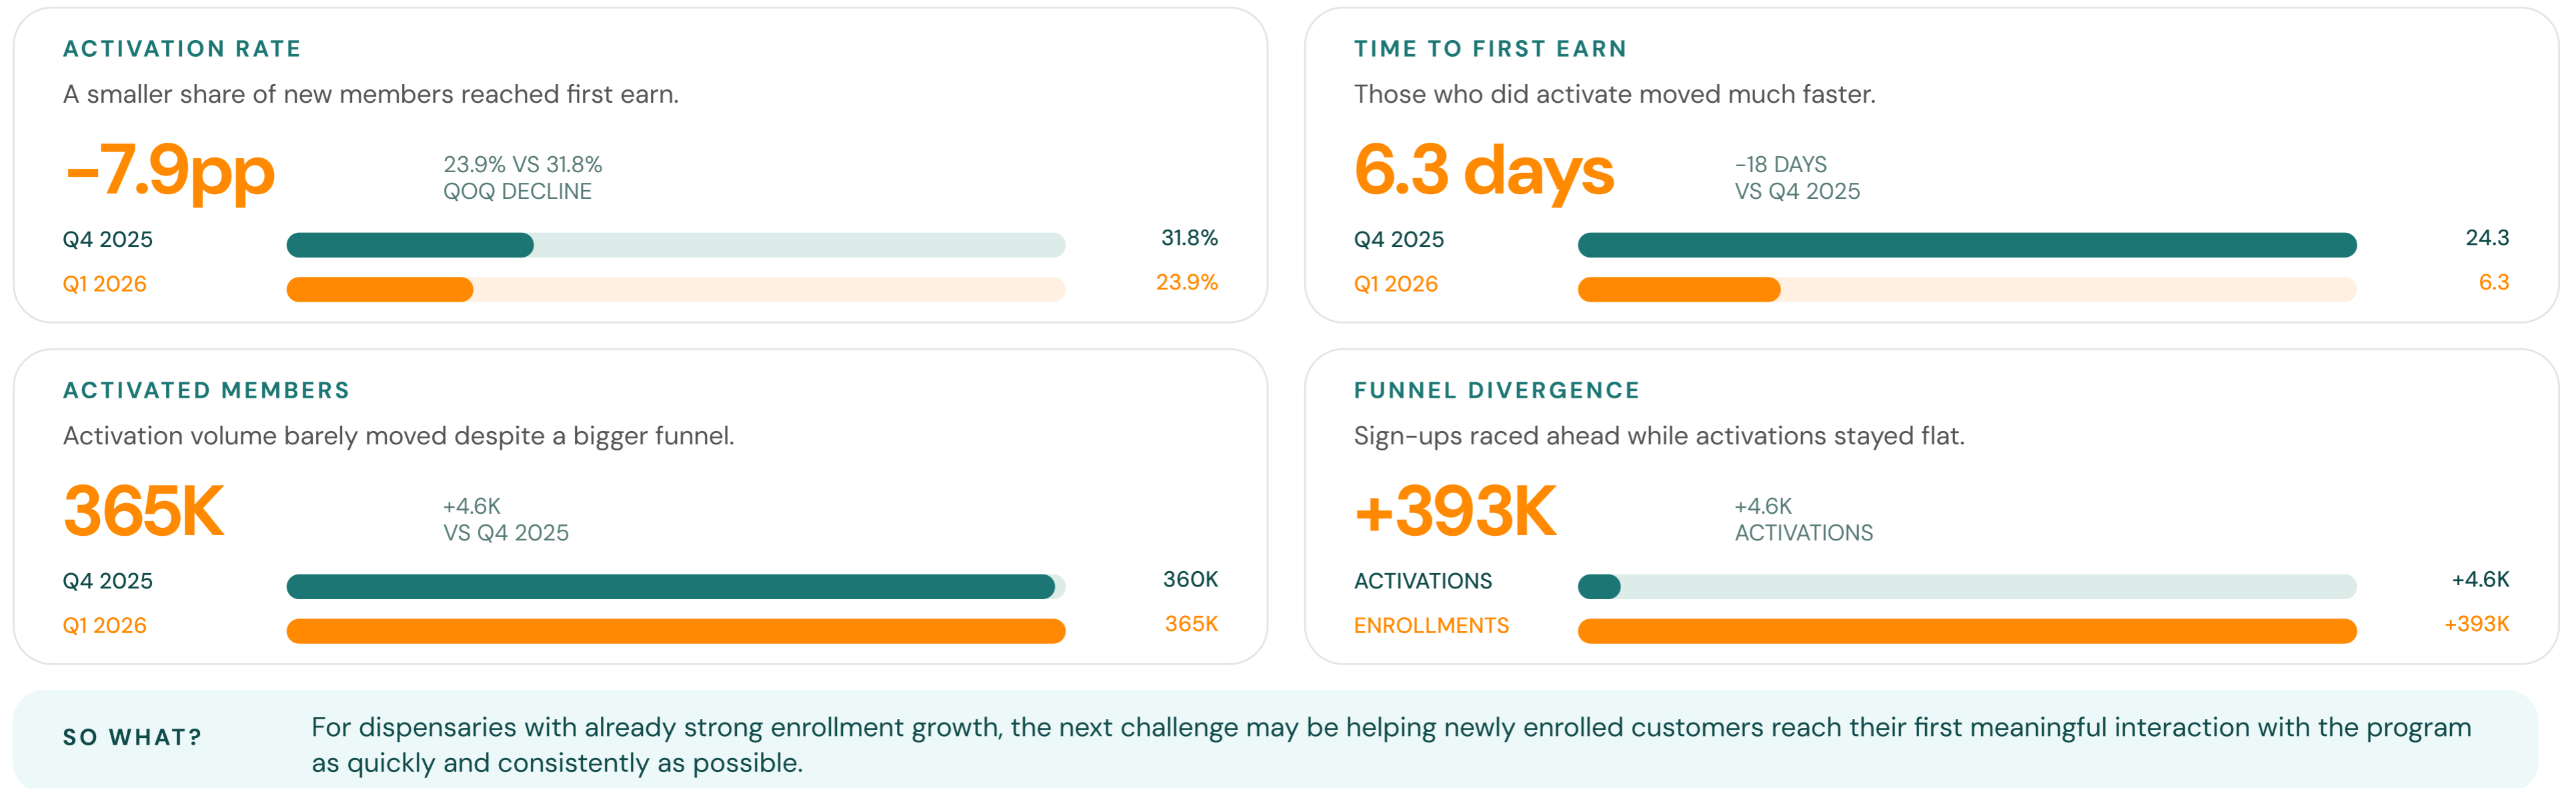 ACTIVATION RATE
A smaller share of new members reached first earn.
−7.9pp
23.9% VS 31.8%
QOQ DECLINE
Q4 2025
31.8%
Q1 2026
23.9%
TIME TO FIRST EARN
Those who did activate moved much faster.
6.3 days
−18 DAYS
VS Q4 2025
Q4 2025
24.3
Q1 2026
6.3
ACTIVATED MEMBERS
Activation volume barely moved despite a bigger funnel.
365K
+4.6K
VS Q4 2025
Q4 2025
360K
Q1 2026
365K
FUNNEL DIVERGENCE
Sign-ups raced ahead while activations stayed flat.
+393K
+4.6K
ACTIVATIONS
ACTIVATIONS
+4.6K
ENROLLMENTS
+393K
SO WHAT?
For dispensaries with already strong enrollment growth, the next challenge may be helping newly enrolled customers reach their first meaningful interaction with the program
as quickly and consistently as possible.